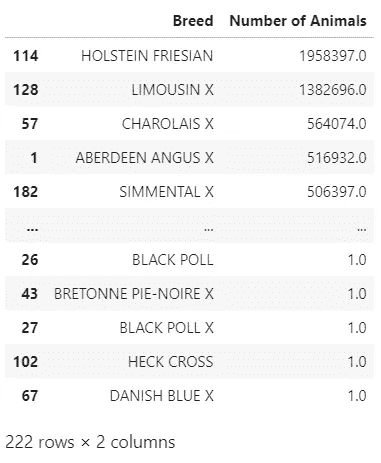 Breed Number of Animals
114 HOLSTEIN FRIESIAN 1958397.0
128 LIMOUSIN X 1382696.0
57 CHAROLAIS X 564074.0
1 ABERDEEN ANGUS X 516932.0
182 SIMMENTAL X 506397.0
... ... ...
26 BLACK POLL 1.0
43 BRETONNE PIE-NOIRE X 1.0
27 BLACK POLL X 1.0
102 HECK CROSS 1.0
67 DANISH BLUE X 1.0
222 rows × 2 columns